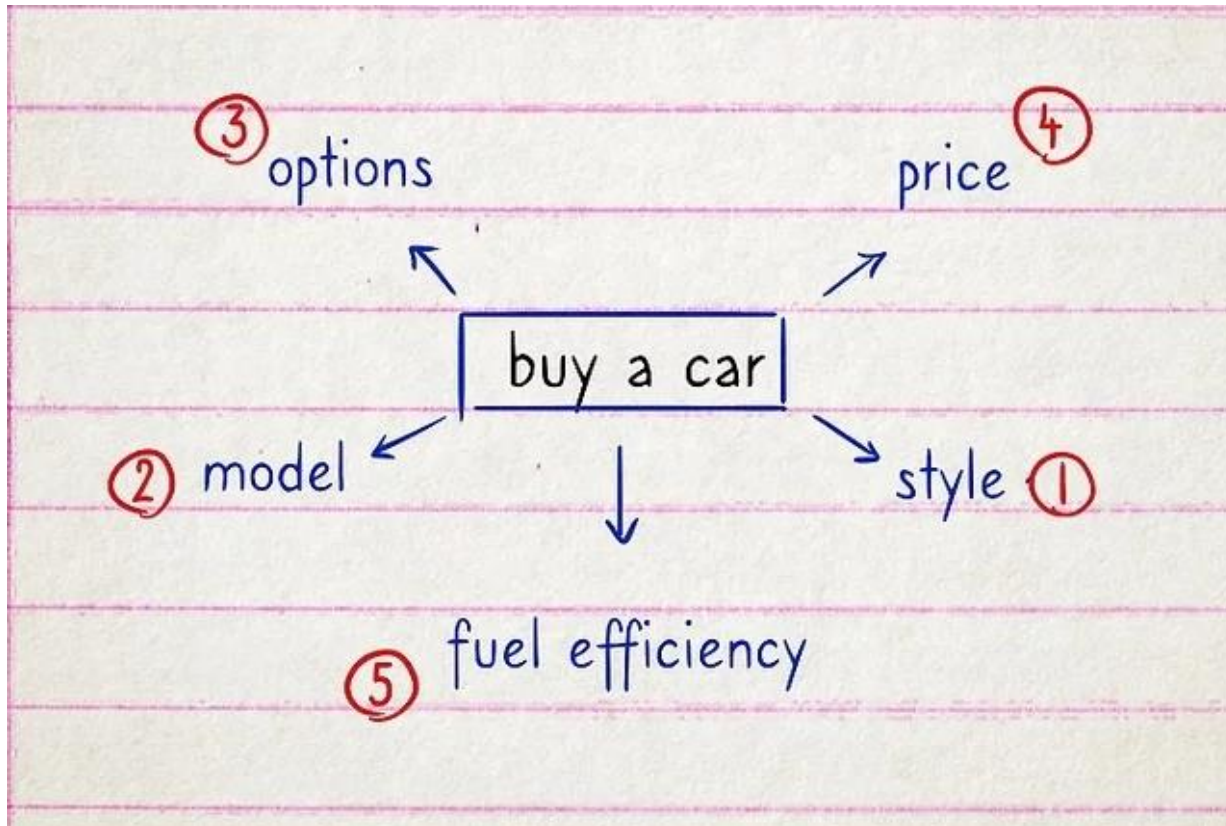 3 options
4 price
buy a car
2 model
style 1
fuel efficiency
5